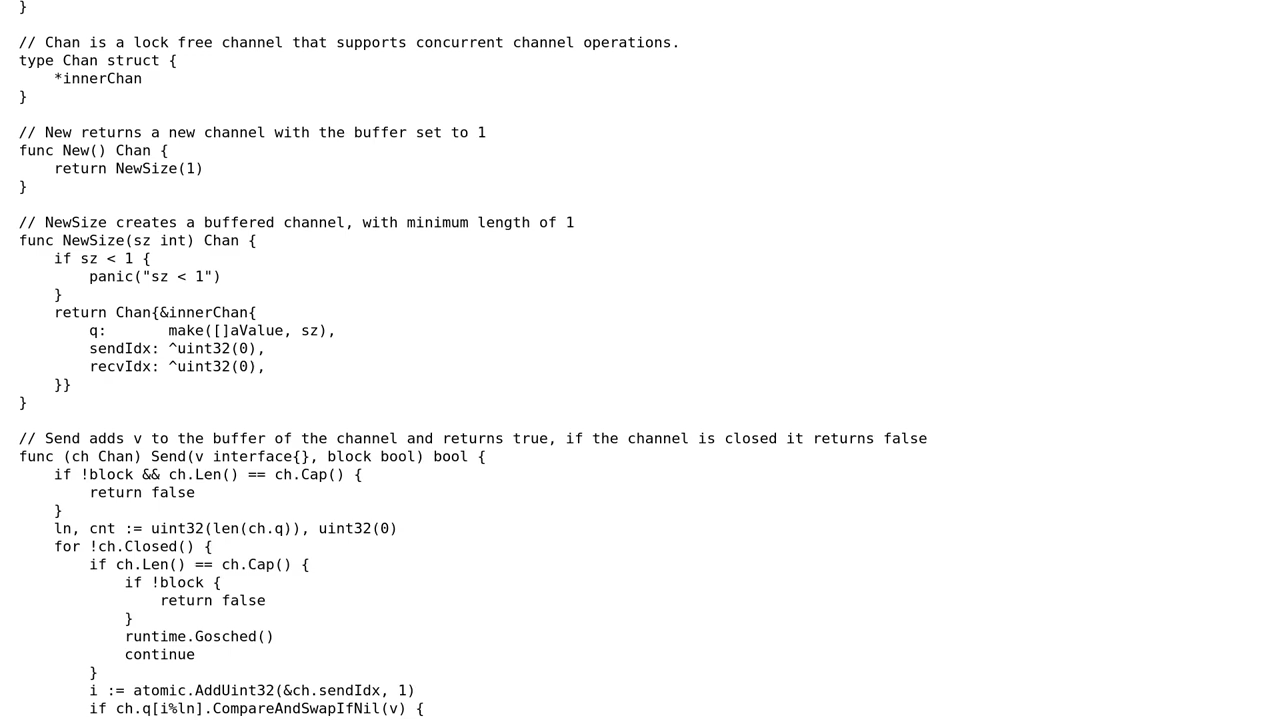 }

// Chan is a lock free channel that supports concurrent channel operations.
type Chan struct {
    *innerChan
}

// New returns a new channel with the buffer set to 1
func New() Chan {
    return NewSize(1)
}

// NewSize creates a buffered channel, with minimum length of 1
func NewSize(sz int) Chan {
    if sz < 1 {
        panic("sz < 1")
    }
    return Chan{&innerChan{
        q:       make([]aValue, sz),
        sendIdx: ^uint32(0),
        recvIdx: ^uint32(0),
    }}
}

// Send adds v to the buffer of the channel and returns true, if the channel is closed it returns false
func (ch Chan) Send(v interface{}, block bool) bool {
    if !block && ch.Len() == ch.Cap() {
        return false
    }
    ln, cnt := uint32(len(ch.q)), uint32(0)
    for !ch.Closed() {
        if ch.Len() == ch.Cap() {
            if !block {
                return false
            }
            runtime.Gosched()
            continue
        }
        i := atomic.AddUint32(&ch.sendIdx, 1)
        if ch.q[i%ln].CompareAndSwapIfNil(v) {